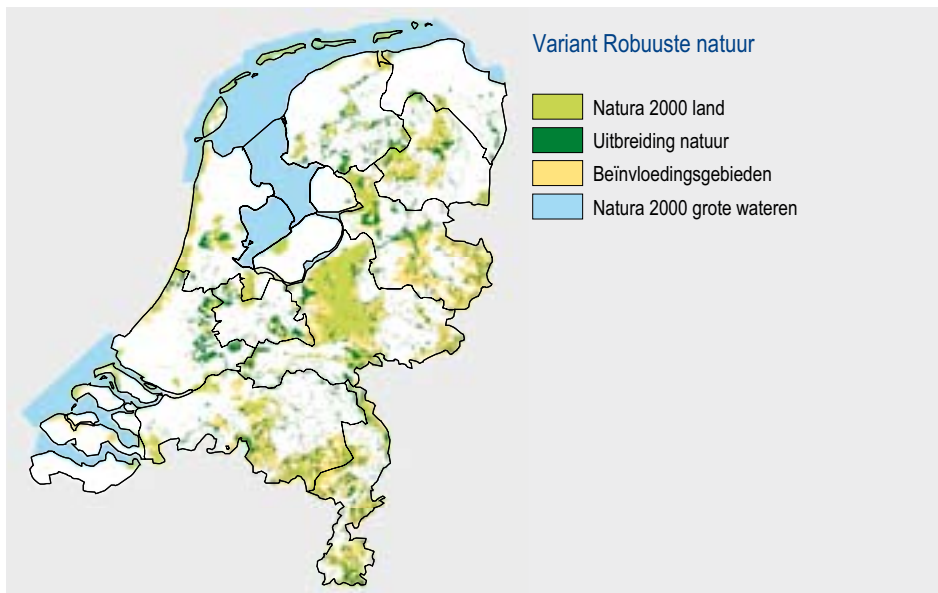 Variant Robuuste natuur
Natura 2000 land
Uitbreiding natuur
Beïnvloedingsgebieden
Natura 2000 grote wateren